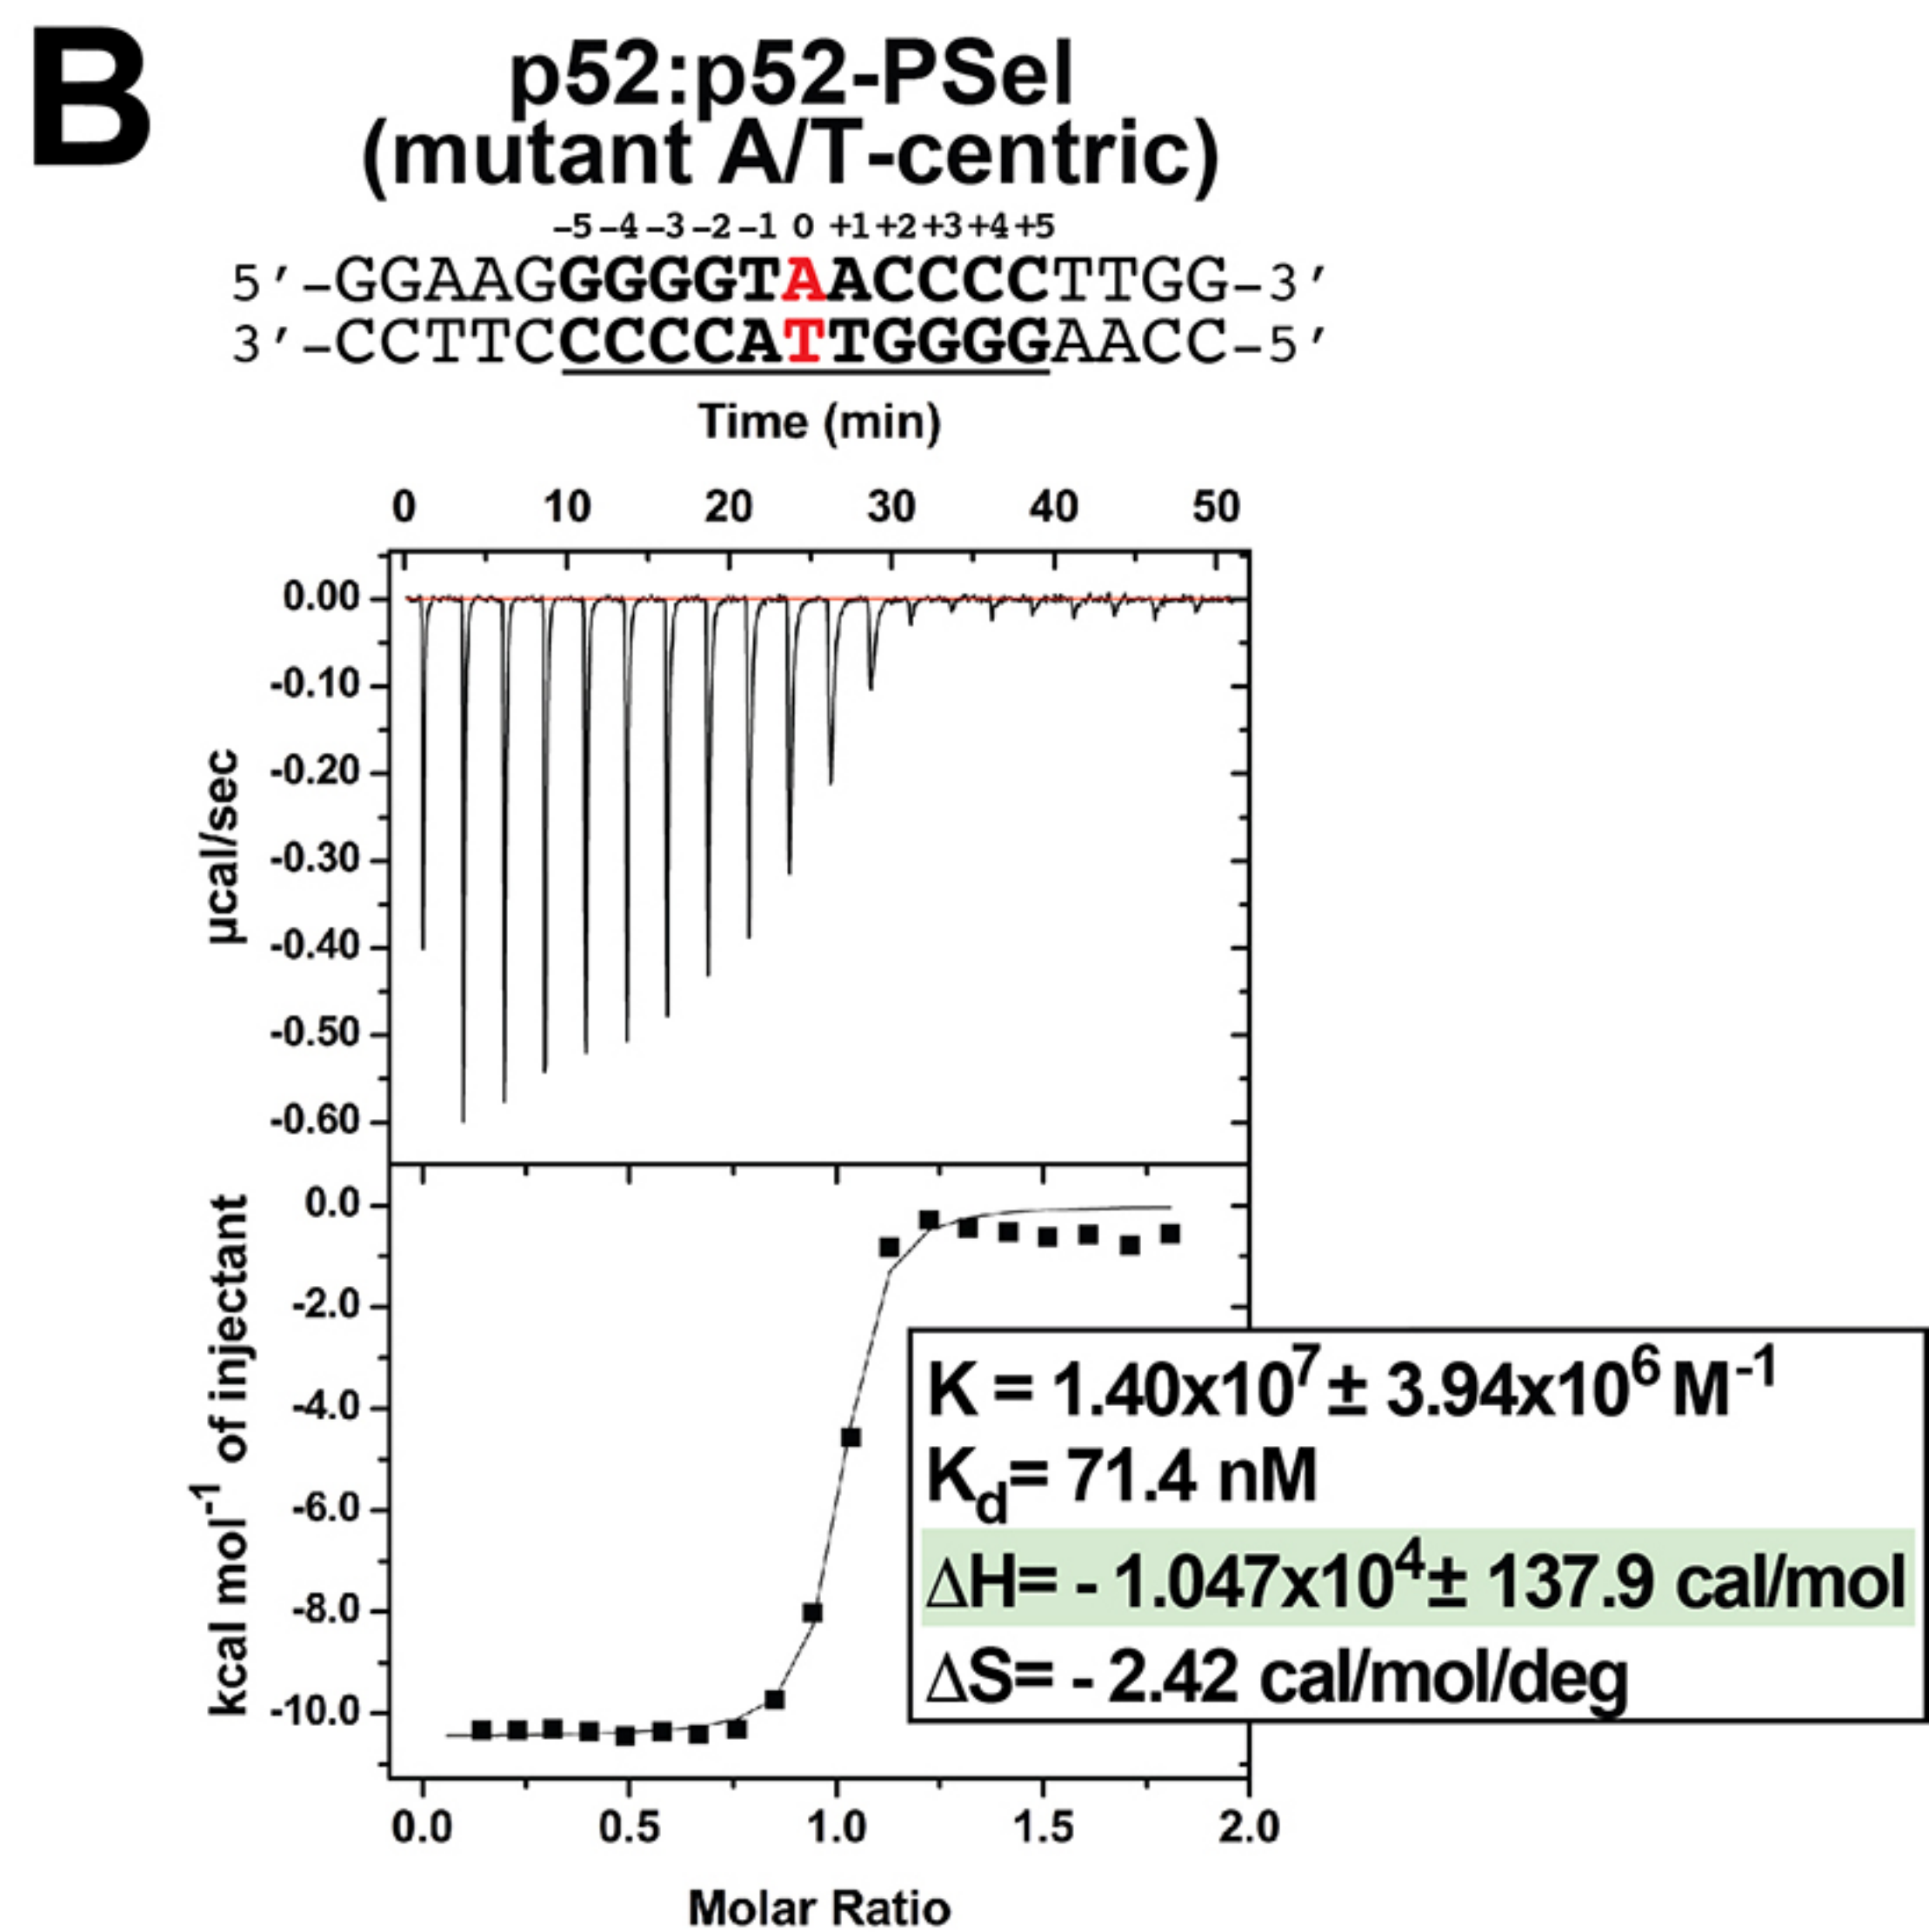 B
p52:p52-PSel
(mutant A/T-centric)
-5 -4 -3 -2 -1 0 +1 +2 +3 +4 +5
5′-GGAAGGGGGTAACCCCTTGG-3′
3′-CCTTCCCCCATTGGGGAACC-5′
Time (min)
0 10 20 30 40 50
0.00
-0.10
-0.20
-0.30
-0.40
-0.50
-0.60
µcal/sec
0.0
-2.0
-4.0
-6.0
-8.0
-10.0
kcal mol⁻¹ of injectant
K = 1.40x10⁷ ± 3.94x10⁶ M⁻¹
Kd= 71.4 nM
ΔH= - 1.047x10⁴ ± 137.9 cal/mol
ΔS= - 2.42 cal/mol/deg
0.0 0.5 1.0 1.5 2.0
Molar Ratio